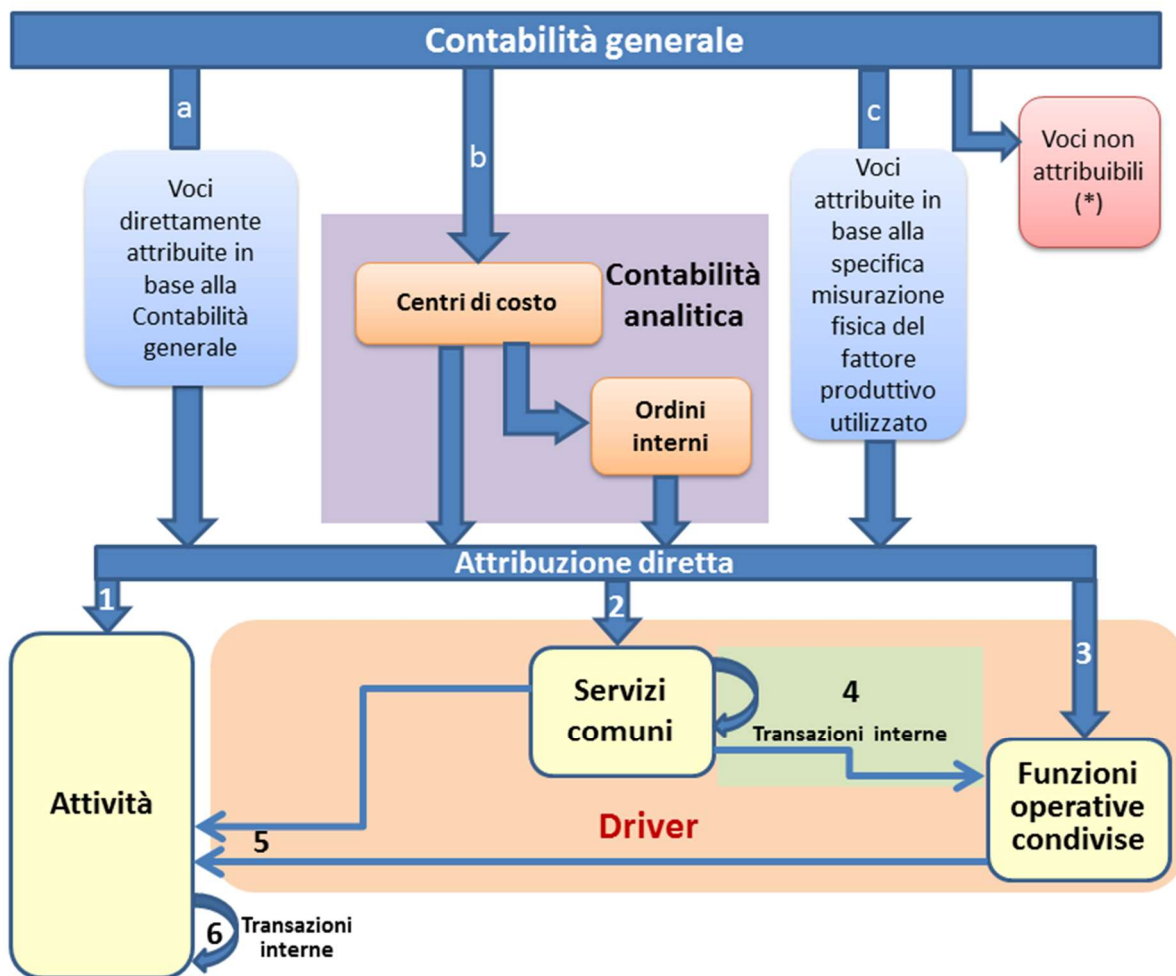 Contabilità generale
a
b
c
Voci
direttamente
attribuite in
base alla
Contabilità
generale
Centri di costo
Contabilità
analitica
Ordini
interni
Voci
attribuite in
base alla
specifica
misurazione
fisica del
fattore
produttivo
utilizzato
Voci non
attribuibili
(*)
Attribuzione diretta
1
2
3
Attività
Servizi
comuni
4
Transazioni interne
Funzioni
operative
condivise
Driver
5
6
Transazioni
interne